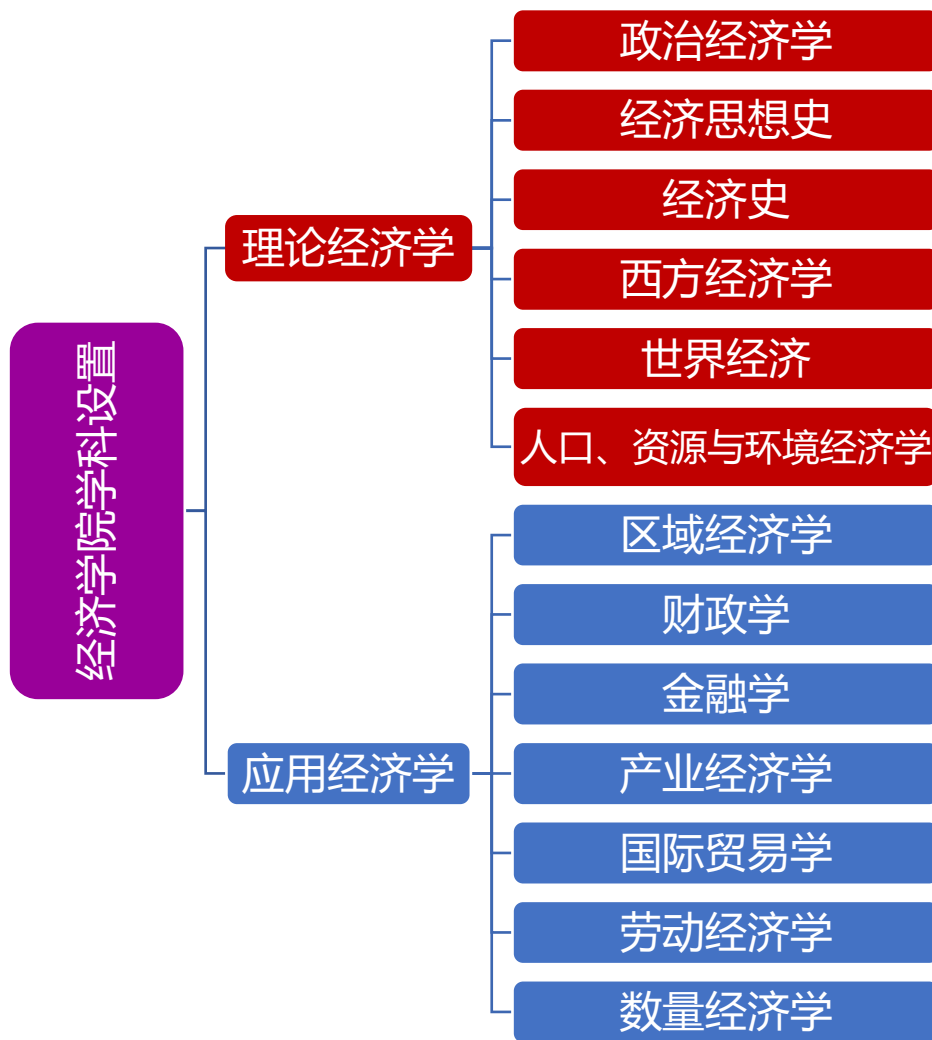 经济学院学科设置
理论经济学
政治经济学
经济思想史
经济史
西方经济学
世界经济
人口、资源与环境经济学
应用经济学
区域经济学
财政学
金融学
产业经济学
国际贸易学
劳动经济学
数量经济学